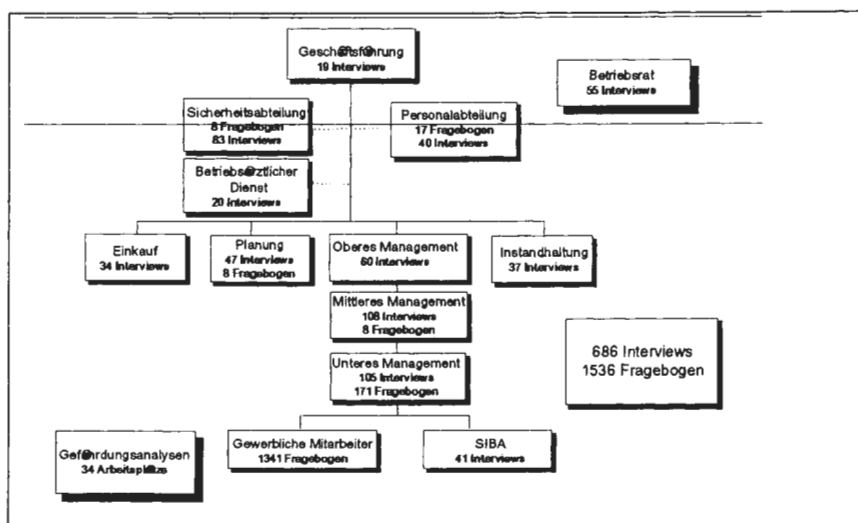 Geschäftsführung
19 Interviews
Betriebsrat
55 Interviews
Sicherheitsabteilung
8 Fragebogen
83 Interviews
Personalabteilung
17 Fragebogen
40 Interviews
Betriebsärztlicher
Dienst
20 Interviews
Einkauf
34 Interviews
Planung
47 Interviews
8 Fragebogen
Oberes Management
60 Interviews
Instandhaltung
37 Interviews
Mittleres Management
108 Interviews
8 Fragebogen
686 Interviews
1536 Fragebogen
Unteres Management
105 Interviews
171 Fragebogen
Gefährdungsanalysen
34 Arbeitsplätze
Gewerbliche Mitarbeiter
1341 Fragebogen
SIBA
41 Interviews